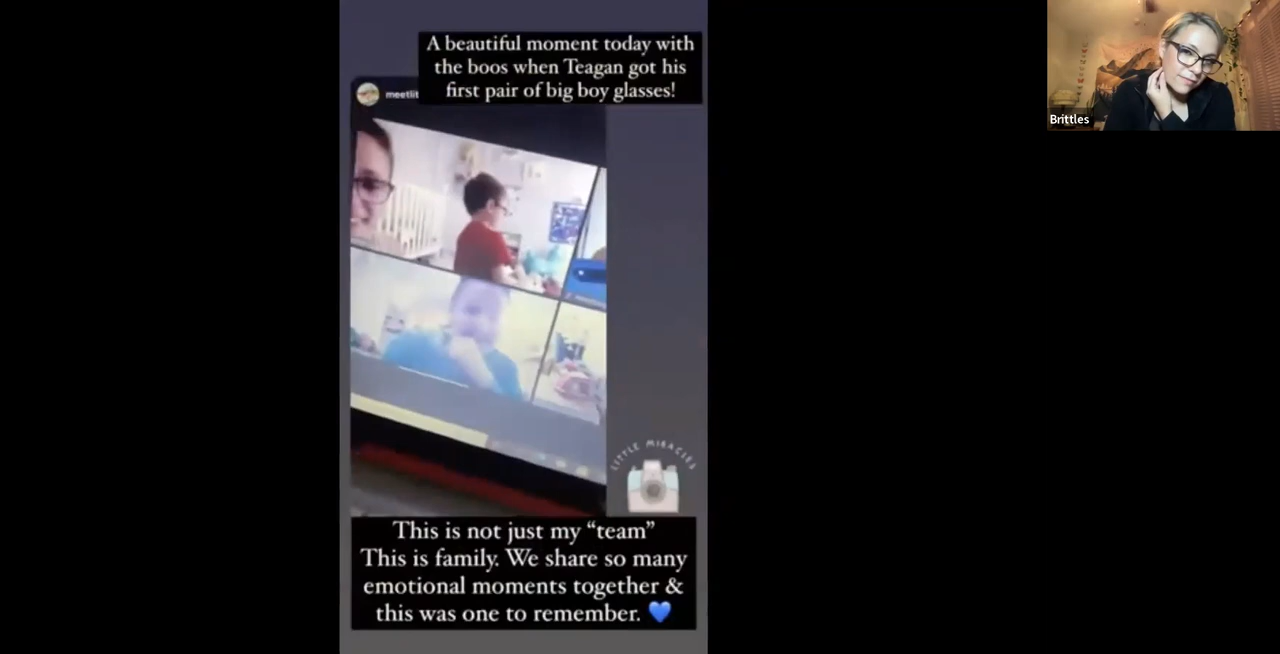 A beautiful moment today with
the boos when Teagan got his
first pair of big boy glasses!
meetlit
Brittles
LITTLE MIRACLES
This is not just my “team”
This is family. We share so many
emotional moments together &
this was one to remember. 💙